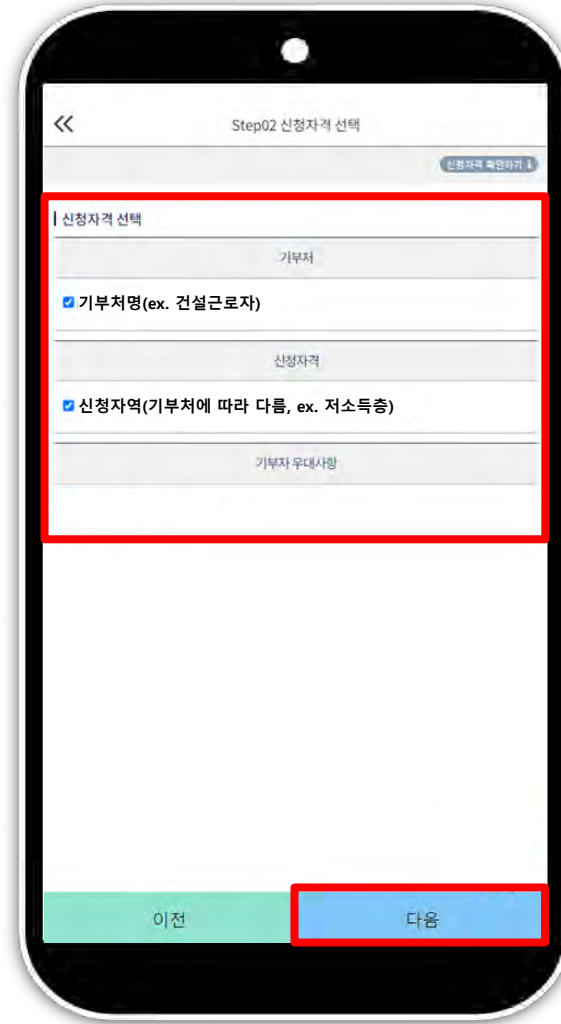 Step02 신청자격 선택
신청자격 확인하기
신청자격 선택
기부처
기부처명(ex. 건설근로자)
신청자격
신청자역(기부처에 따라 다름, ex. 저소득층)
기부자 우대사항
이전
다음